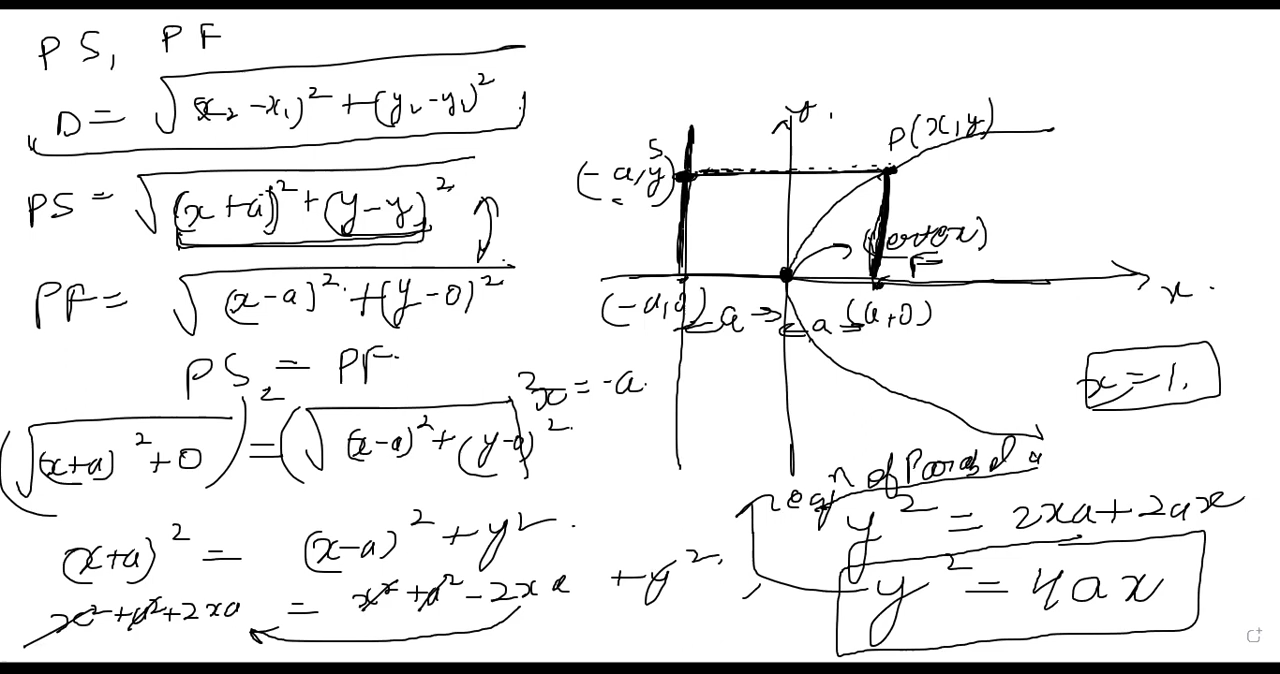 PS, PF
D = √(x₂ - x₁)² + (y₂ - y₁)²
PS = √(x + a)² + (y - y)²
PF = √(x - a)² + (y - 0)²
PS = PF
(√(x+a)² + 0)² = (√(x-a)² + (y-0)²)²
(x+a)² = (x-a)² + y²
x² + a² + 2xa = x² + a² - 2xa + y²
y
P(x,y)
S
(-a,y)
(vertex)
F
x
(-a,0)
a
a
(a,0)
x = -a
x = 1.
eqn of Parabola
y² = 2xa + 2ax
y² = 4ax